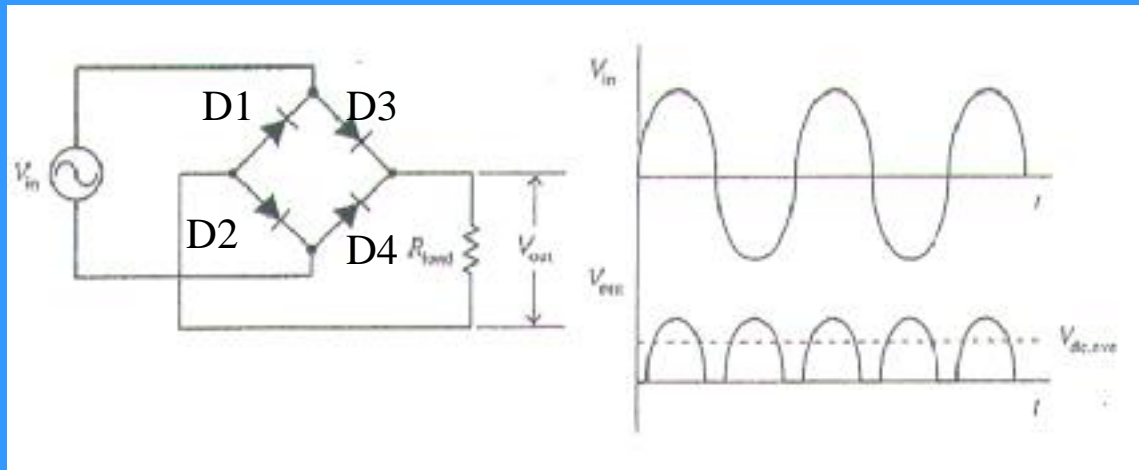 D1
D3
V_in
D2
D4
R_load
V_out
V_in
t
V_out
V_dc,ave
t